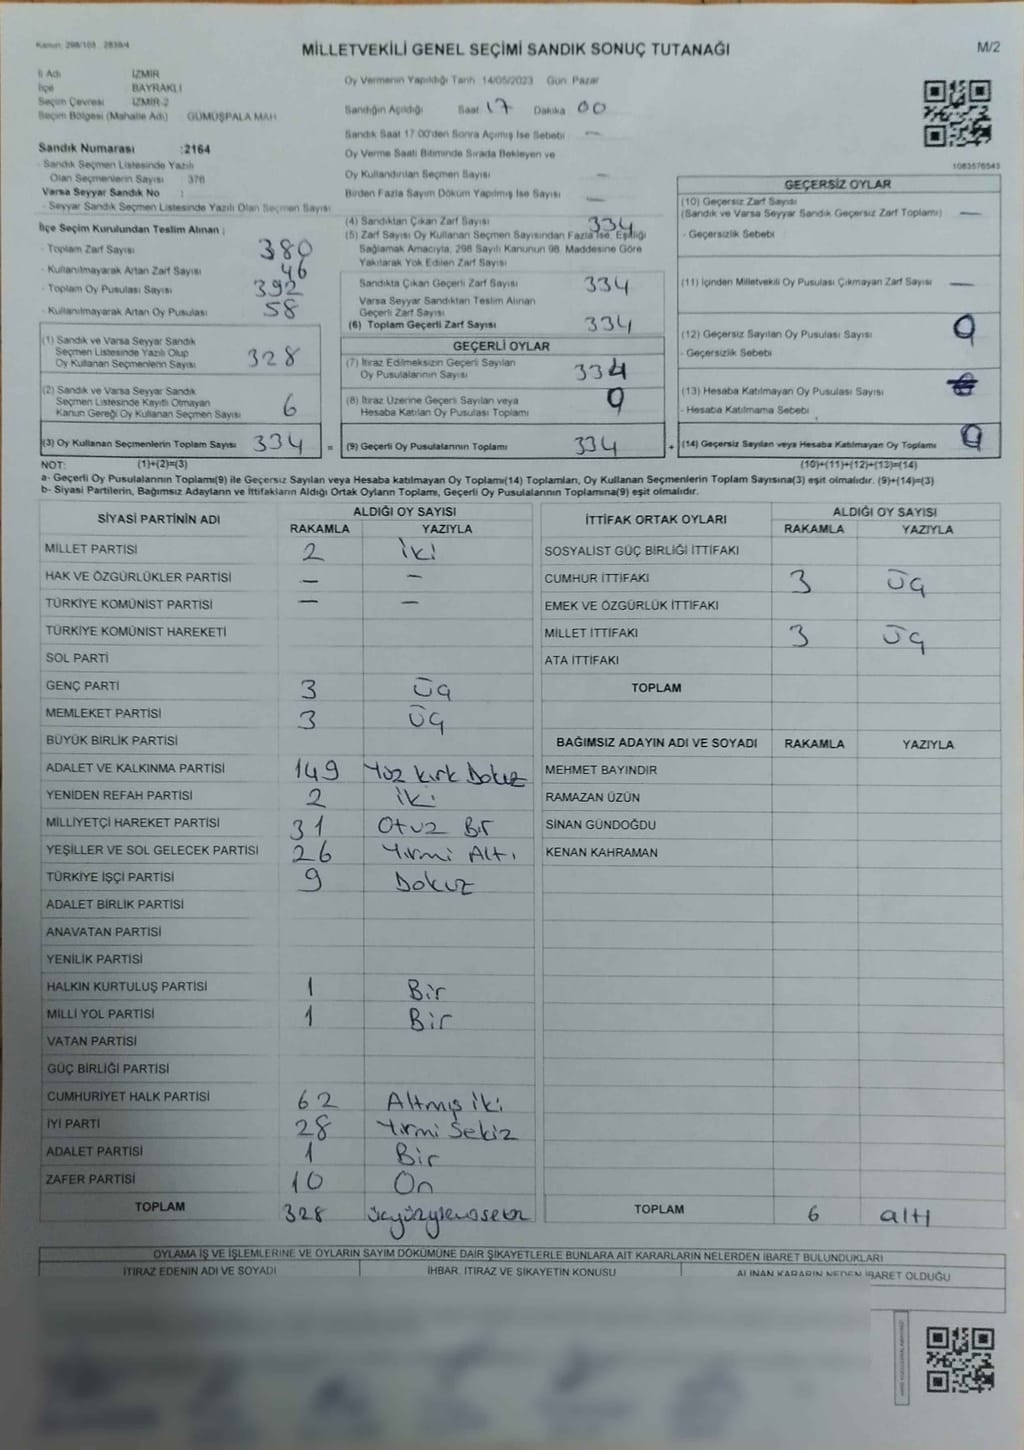 Kanun: 298/103 . 2839/4
MİLLETVEKİLİ GENEL SEÇİMİ SANDIK SONUÇ TUTANAĞI
M/2
İl Adı İZMİR
İlçe BAYRAKLI
Seçim Çevresi İZMİR-2
Seçim Bölgesi (Mahalle Adı) GÜMÜŞPALA MAH
Sandık Numarası :2164
- Sandık Seçmen Listesinde Yazılı
Olan Seçmenlerin Sayısı 376
Varsa Seyyar Sandık No :
- Seyyar Sandık Seçmen Listesinde Yazılı Olan Seçmen Sayısı
Oy Vermenin Yapıldığı Tarih 14/05/2023 Gün Pazar
Sandığın Açıldığı Saat 17 Dakika 00
Sandık Saat 17.00'den Sonra Açımış İse Sebebi —
Oy Verme Saati Bitiminde Sırada Bekleyen ve
Oy Kullandırılan Seçmen Sayısı —
Birden Fazla Sayım Döküm Yapılmış İse Sayısı —
1083576543
İlçe Seçim Kurulundan Teslim Alınan ;
- Toplam Zarf Sayısı 380
- Kullanılmayarak Artan Zarf Sayısı 46
- Toplam Oy Pusulası Sayısı 392
- Kullanılmayarak Artan Oy Pusulası 58
(1) Sandık ve Varsa Seyyar Sandık
Seçmen Listesinde Yazılı Olup
Oy Kullanan Seçmenlerin Sayısı 328
(2) Sandık ve Varsa Seyyar Sandık
Seçmen Listesinde Kayıtlı Olmayan
Kanun Gereği Oy Kullanan Seçmen Sayısı 6
(3) Oy Kullanan Seçmenlerin Toplam Sayısı 334 =
(4) Sandıktan Çıkan Zarf Sayısı 334
(5) Zarf Sayısı Oy Kullanan Seçmen Sayısından Fazla İse, Eşitliği
Sağlamak Amacıyla, 298 Sayılı Kanunun 98. Maddesine Göre
Yakılarak Yok Edilen Zarf Sayısı
Sandıkta Çıkan Geçerli Zarf Sayısı 334
Varsa Seyyar Sandıktan Teslim Alınan
Geçerli Zarf Sayısı
(6) Toplam Geçerli Zarf Sayısı 334
GEÇERLİ OYLAR
(7) İtiraz Edilmeksizin Geçerli Sayılan
Oy Pusulalarının Sayısı 334
(8) İtiraz Üzerine Geçerli Sayılan veya
Hesaba Katılan Oy Pusulası Toplamı
(9) Geçerli Oy Pusulalarının Toplamı 334 +
GEÇERSİZ OYLAR
(10) Geçersiz Zarf Sayısı
(Sandık ve Varsa Seyyar Sandık Geçersiz Zarf Toplamı) —
- Geçersizlik Sebebi
(11) İçinden Milletvekili Oy Pusulası Çıkmayan Zarf Sayısı —
(12) Geçersiz Sayılan Oy Pusulası Sayısı
- Geçersizlik Sebebi
(13) Hesaba Katılmayan Oy Pusulası Sayısı
- Hesaba Katılmama Sebebi
(14) Geçersiz Sayılan veya Hesaba Katılmayan Oy Toplamı
NOT: (1)+(2)=(3) (10)+(11)+(12)+(13)=(14)
a- Geçerli Oy Pusulalarının Toplamı(9) ile Geçersiz Sayılan veya Hesaba katılmayan Oy Toplamı(14) Toplamları, Oy Kullanan Seçmenlerin Toplam Sayısına(3) eşit olmalıdır. (9)+(14)=(3)
b- Siyasi Partilerin, Bağımsız Adayların ve İttifakların Aldığı Ortak Oyların Toplamı, Geçerli Oy Pusulalarının Toplamına(9) eşit olmalıdır.
SİYASİ PARTİNİN ADI ALDIĞI OY SAYISI
RAKAMLA YAZIYLA
MİLLET PARTİSİ 2 iki
HAK VE ÖZGÜRLÜKLER PARTİSİ — —
TÜRKİYE KOMÜNİST PARTİSİ — —
TÜRKİYE KOMÜNİST HAREKETİ
SOL PARTİ
GENÇ PARTİ 3 Üç
MEMLEKET PARTİSİ 3 Üç
BÜYÜK BİRLİK PARTİSİ
ADALET VE KALKINMA PARTİSİ 149 Yüz kırk Dokuz
YENİDEN REFAH PARTİSİ 2 iki
MİLLİYETÇİ HAREKET PARTİSİ 31 Otuz Bir
YEŞİLLER VE SOL GELECEK PARTİSİ 26 Yirmi Altı
TÜRKİYE İŞÇİ PARTİSİ 9 Dokuz
ADALET BİRLİK PARTİSİ
ANAVATAN PARTİSİ
YENİLİK PARTİSİ
HALKIN KURTULUŞ PARTİSİ 1 Bir
MİLLİ YOL PARTİSİ 1 Bir
VATAN PARTİSİ
GÜÇ BİRLİĞİ PARTİSİ
CUMHURİYET HALK PARTİSİ 62 Altmış iki
İYİ PARTİ 28 Yirmi Sekiz
ADALET PARTİSİ 1 Bir
ZAFER PARTİSİ 10 On
TOPLAM 328
İTTİFAK ORTAK OYLARI ALDIĞI OY SAYISI
RAKAMLA YAZIYLA
SOSYALİST GÜÇ BİRLİĞİ İTTİFAKI
CUMHUR İTTİFAKI 3 Üç
EMEK VE ÖZGÜRLÜK İTTİFAKI
MİLLET İTTİFAKI 3 Üç
ATA İTTİFAKI
TOPLAM
BAĞIMSIZ ADAYIN ADI VE SOYADI RAKAMLA YAZIYLA
MEHMET BAYINDIR
RAMAZAN ÜZÜN
SİNAN GÜNDOĞDU
KENAN KAHRAMAN
TOPLAM 6 altı
OYLAMA İŞ VE İŞLEMLERİNE VE OYLARIN SAYIM DÖKÜMÜNE DAİR ŞİKAYETLERLE BUNLARA AİT KARARLARIN NELERDEN İBARET BULUNDUKLARI
İTİRAZ EDENİN ADI VE SOYADI İHBAR, İTİRAZ VE ŞİKAYETİN KONUSU ALINAN KARARIN NEDEN İBARET OLDUĞU